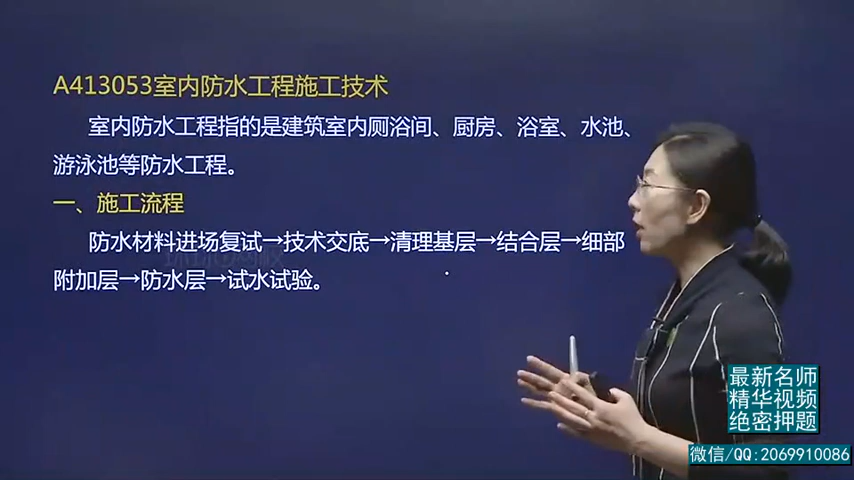 A413053室内防水工程施工技术
室内防水工程指的是建筑室内厕浴间、厨房、浴室、水池、
游泳池等防水工程。
一、施工流程
防水材料进场复试→技术交底→清理基层→结合层→细部
附加层→防水层→试水试验。
最新名师
精华视频
绝密押题
微信/QQ:2069910086